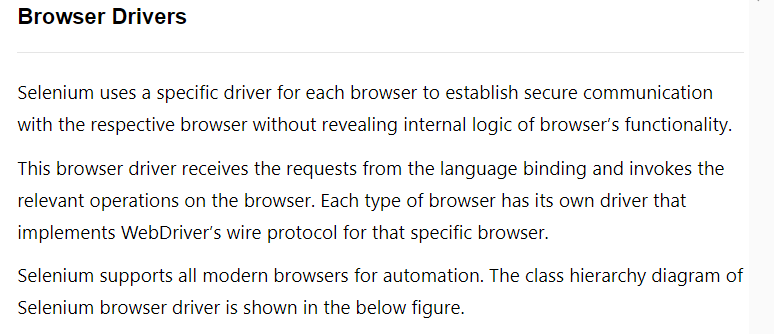 Browser Drivers
Selenium uses a specific driver for each browser to establish secure communication
with the respective browser without revealing internal logic of browser's functionality.
This browser driver receives the requests from the language binding and invokes the
relevant operations on the browser. Each type of browser has its own driver that
implements WebDriver's wire protocol for that specific browser.
Selenium supports all modern browsers for automation. The class hierarchy diagram of
Selenium browser driver is shown in the below figure.